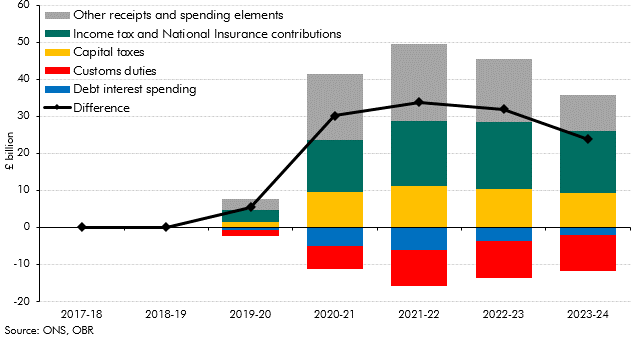 60
50
40
30
20
10
0
-10
-20
£ billion
Other receipts and spending elements
Income tax and National Insurance contributions
Capital taxes
Customs duties
Debt interest spending
Difference
2017-18 2018-19 2019-20 2020-21 2021-22 2022-23 2023-24
Source: ONS, OBR